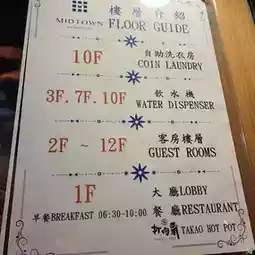 樓層介紹
MIDTOWN FLOOR GUIDE
10F 自助洗衣房
COIN LAUNDRY
3F. 7F. 10F 飲水機
WATER DISPENSER
2F ~ 12F 客房樓層
GUEST ROOMS
1F 大廳LOBBY
早餐BREAKFAST 06:30-10:00 餐廳RESTAURANT
TAKAO HOT POT